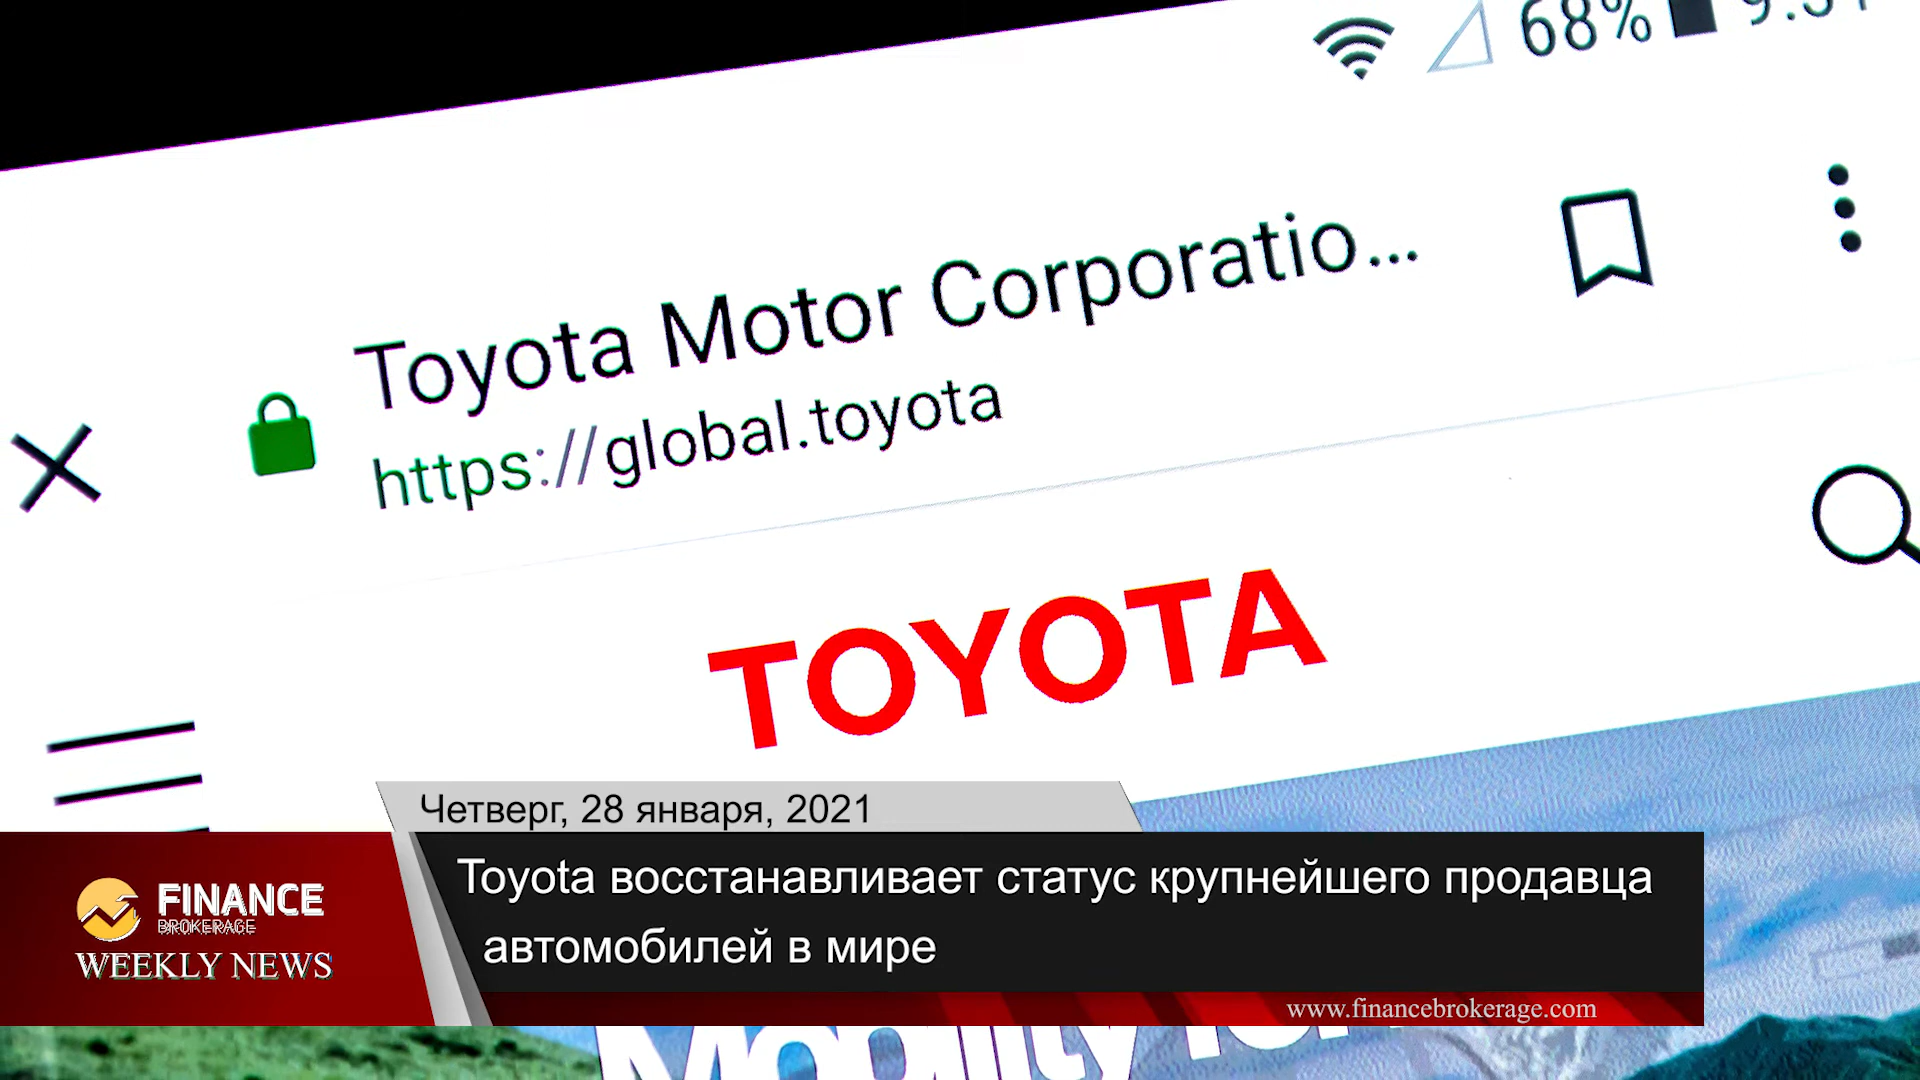 68%
Toyota Motor Corporatio...
https://global.toyota
TOYOTA
Четверг, 28 января, 2021
Toyota восстанавливает статус крупнейшего продавца
автомобилей в мире
FINANCE
BROKERAGE
WEEKLY NEWS
www.financebrokerage.com